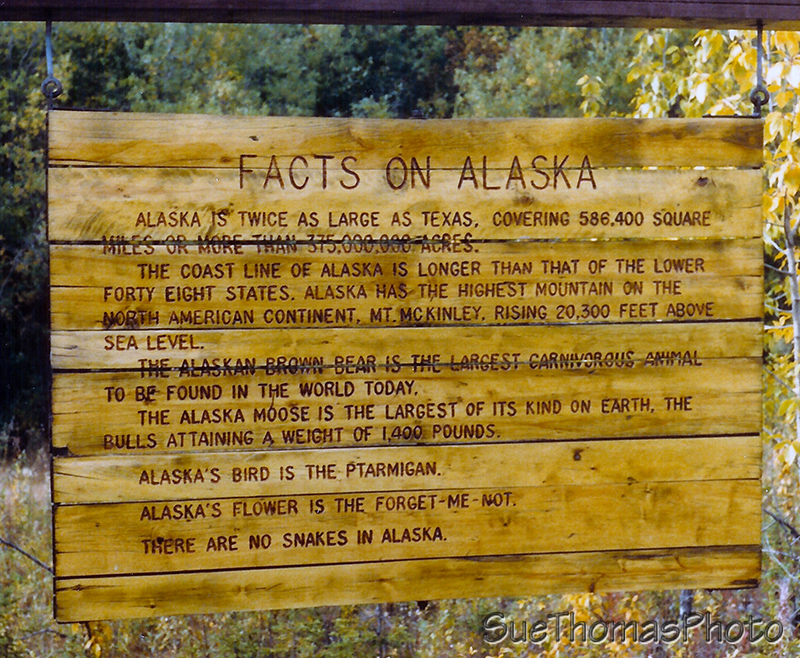 FACTS ON ALASKA
ALASKA IS TWICE AS LARGE AS TEXAS, COVERING 586,400 SQUARE
MILES OR MORE THAN 375,000,000 ACRES.
THE COAST LINE OF ALASKA IS LONGER THAN THAT OF THE LOWER
FORTY EIGHT STATES. ALASKA HAS THE HIGHEST MOUNTAIN ON THE
NORTH AMERICAN CONTINENT, MT. MCKINLEY, RISING 20,300 FEET ABOVE
SEA LEVEL.
THE ALASKAN BROWN BEAR IS THE LARGEST CARNIVOROUS ANIMAL
TO BE FOUND IN THE WORLD TODAY.
THE ALASKA MOOSE IS THE LARGEST OF ITS KIND ON EARTH, THE
BULLS ATTAINING A WEIGHT OF 1,400 POUNDS.
ALASKA'S BIRD IS THE PTARMIGAN.
ALASKA'S FLOWER IS THE FORGET-ME-NOT.
THERE ARE NO SNAKES IN ALASKA.
SueThomasPhoto